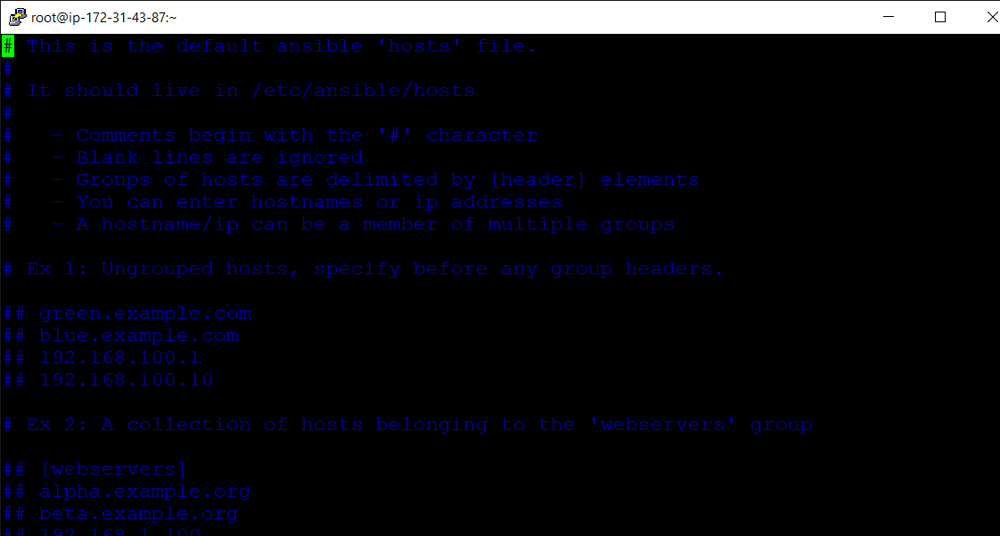 root@ip-172-31-43-87:~
# This is the default ansible 'hosts' file.
#
# It should live in /etc/ansible/hosts
#
#   - Comments begin with the '#' character
#   - Blank lines are ignored
#   - Groups of hosts are delimited by [header] elements
#   - You can enter hostnames or ip addresses
#   - A hostname/ip can be a member of multiple groups
# Ex 1: Ungrouped hosts, specify before any group headers.
## green.example.com
## blue.example.com
## 192.168.100.1
## 192.168.100.10
# Ex 2: A collection of hosts belonging to the 'webservers' group
## [webservers]
## alpha.example.org
## beta.example.org
## 192.168.1.100